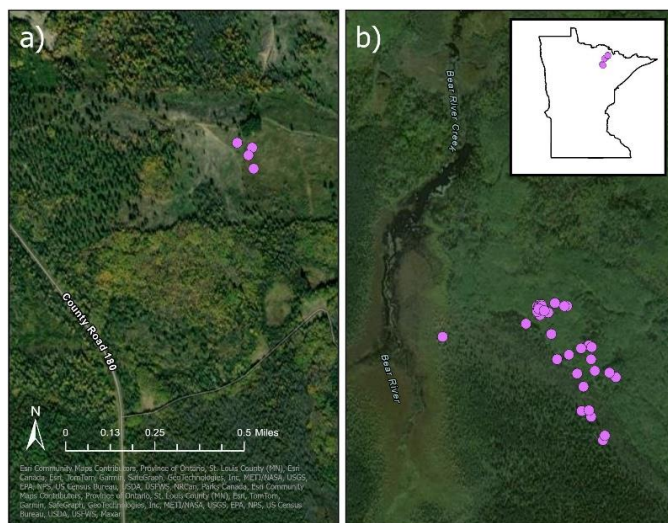 a)
County Road 180
N
0 0.13 0.25 0.5 Miles
Esri Community Maps Contributors, Province of Ontario, St. Louis County (MN), Esri
Canada, Esri, TomTom, Garmin, SafeGraph, GeoTechnologies, Inc, METI/NASA, USGS,
EPA, NPS, US Census Bureau, USDA, USFWS, NRCan, Parks Canada, Esri Community
Maps Contributors, Province of Ontario, St. Louis County (MN), Esri, TomTom,
Garmin, SafeGraph, GeoTechnologies, Inc, METI/NASA, USGS, EPA, NPS, US Census
Bureau, USDA, USFWS, Maxar
b)
Bear River Creek
Bear River